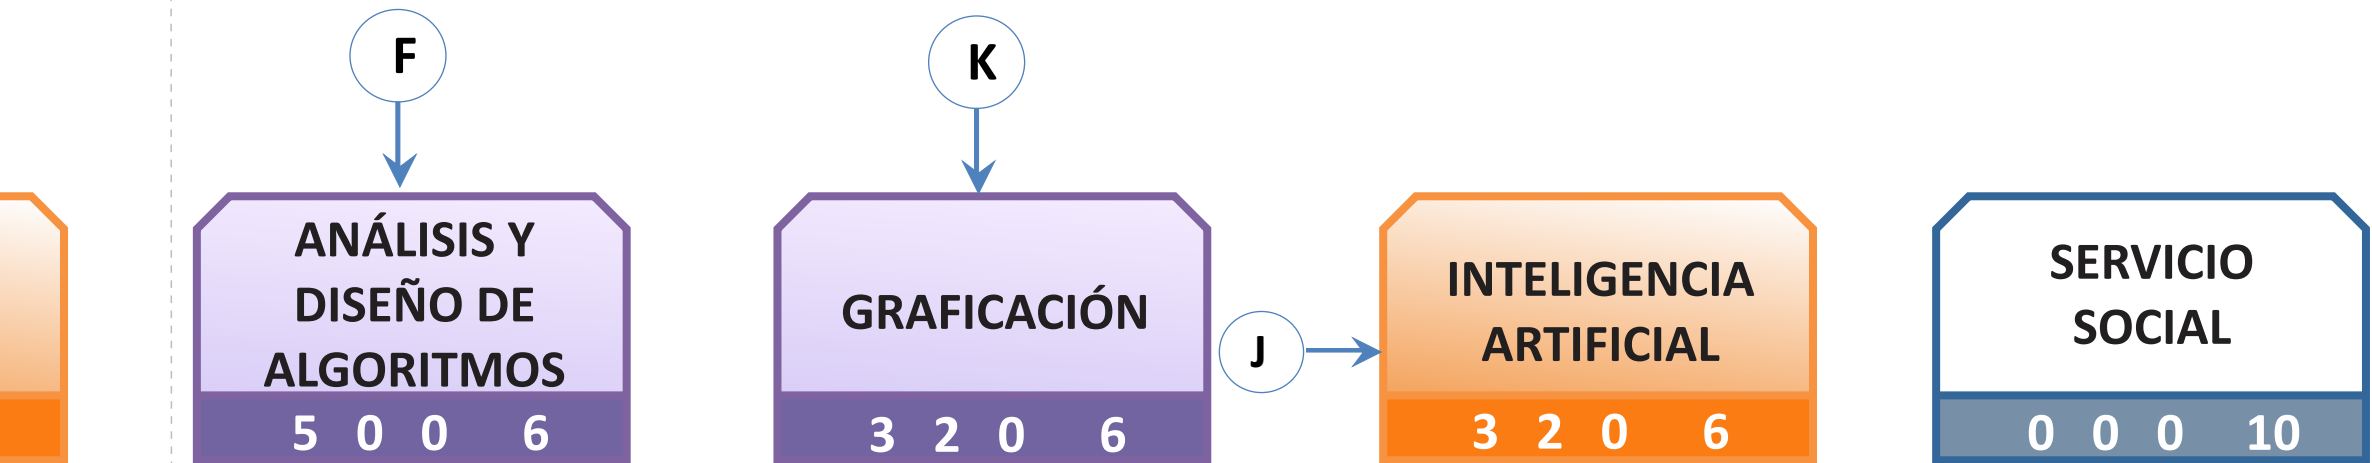 F
ANÁLISIS Y
DISEÑO DE
ALGORITMOS
5 0 0 6
K
GRAFICACIÓN
3 2 0 6
J
INTELIGENCIA
ARTIFICIAL
3 2 0 6
SERVICIO
SOCIAL
0 0 0 10